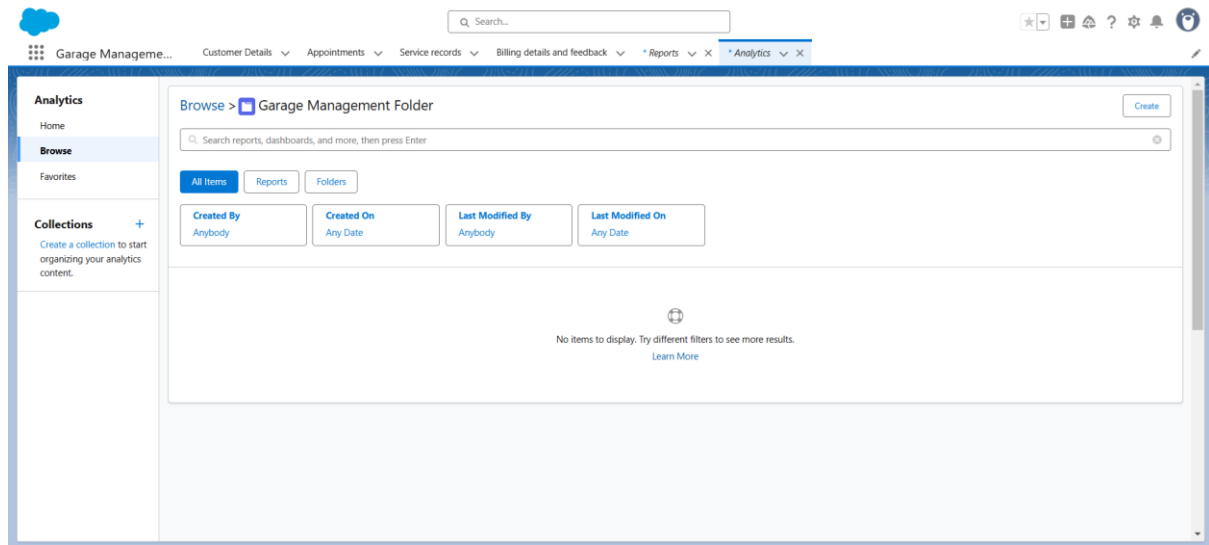 Search...
Garage Manageme...
Customer Details
Appointments
Service records
Billing details and feedback
* Reports
* Analytics
Analytics
Home
Browse
Favorites
Collections
Create a collection to start
organizing your analytics
content.
Browse > Garage Management Folder
Create
Search reports, dashboards, and more, then press Enter
All Items
Reports
Folders
Created By
Anybody
Created On
Any Date
Last Modified By
Anybody
Last Modified On
Any Date
No items to display. Try different filters to see more results.
Learn More